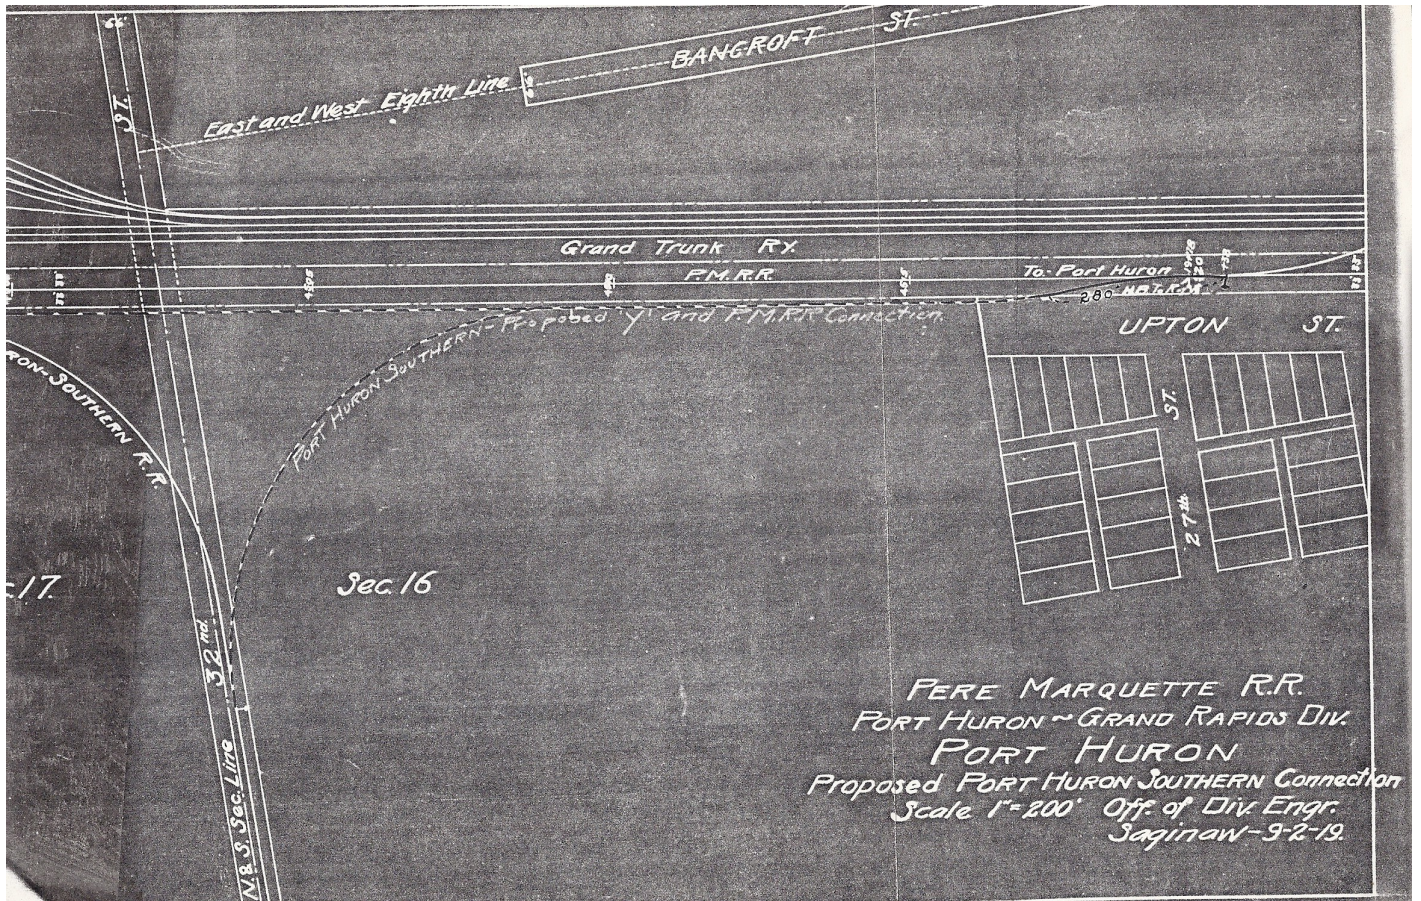 66'
ST.
East and West Eighth Line
66
BANCROFT ST.
Grand Trunk RY.
P.M.R.R.
To Port Huron
280'
Port Huron Southern - Proposed 'Y' and P.M.R.R. Connection.
UPTON ST.
RON-SOUTHERN R.R.
ST.
27th.
Sec. 16
c. 17.
32nd.
N. & S. Sec. Line
PERE MARQUETTE R.R.
PORT HURON ~ GRAND RAPIDS DIV.
PORT HURON
Proposed PORT HURON SOUTHERN Connection
Scale 1"=200' Off. of Div. Engr.
Saginaw-9-2-19.